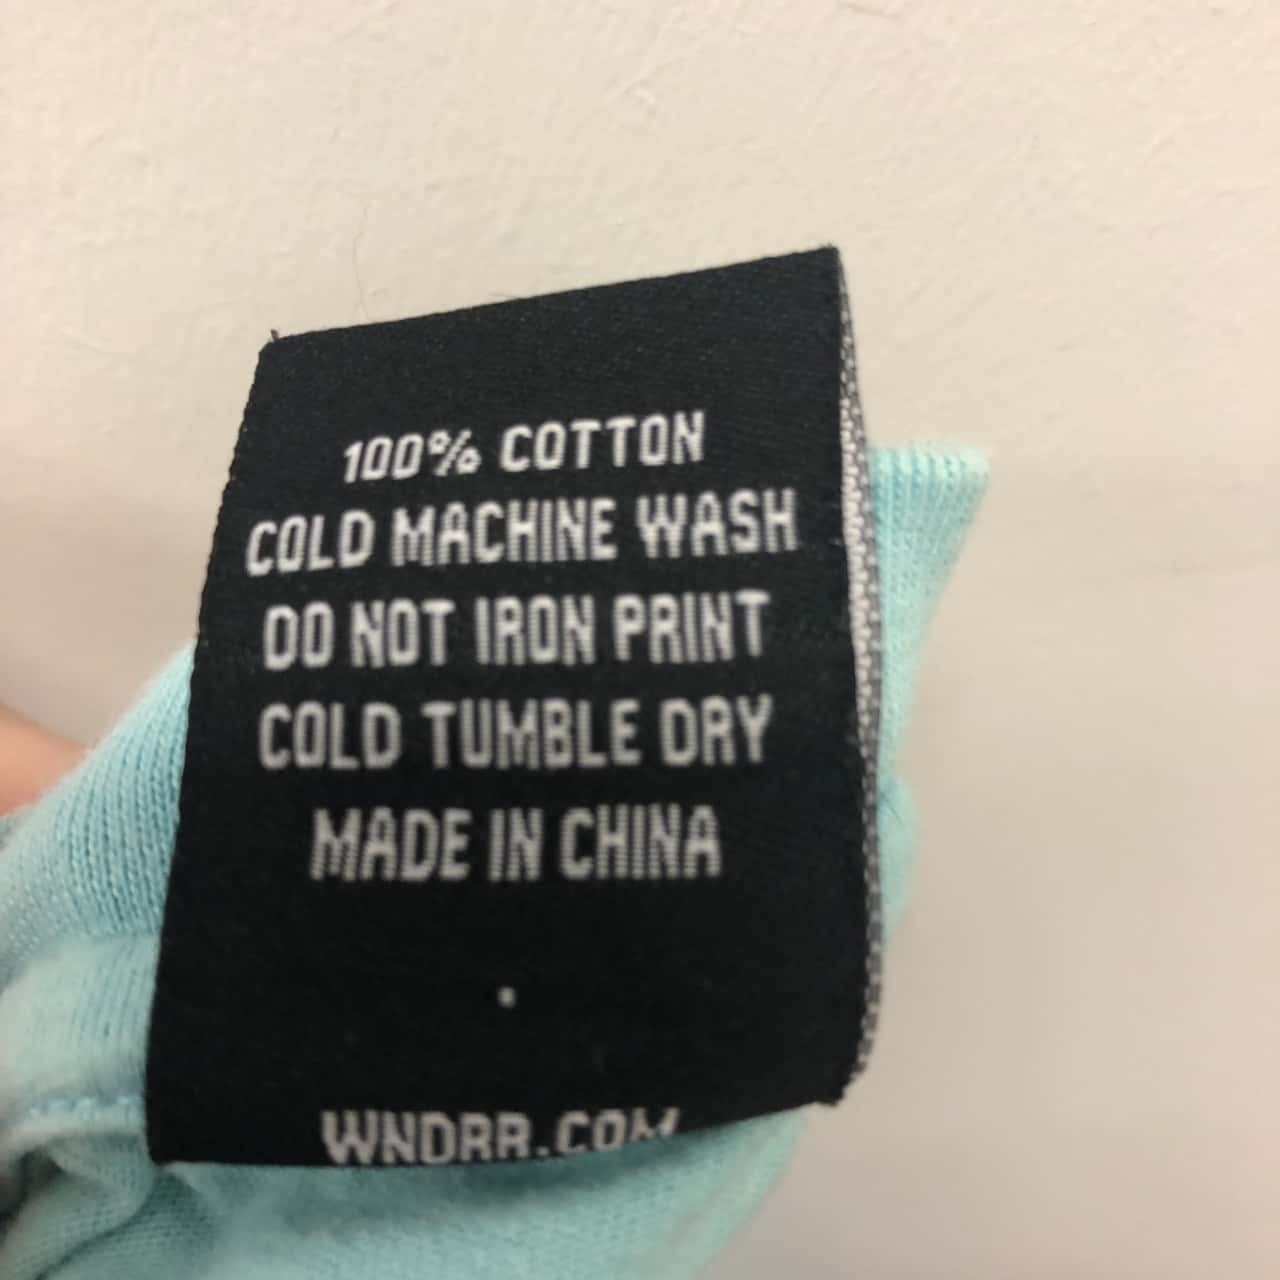 100% COTTON
COLD MACHINE WASH
DO NOT IRON PRINT
COLD TUMBLE DRY
MADE IN CHINA
.
WNDRR.COM